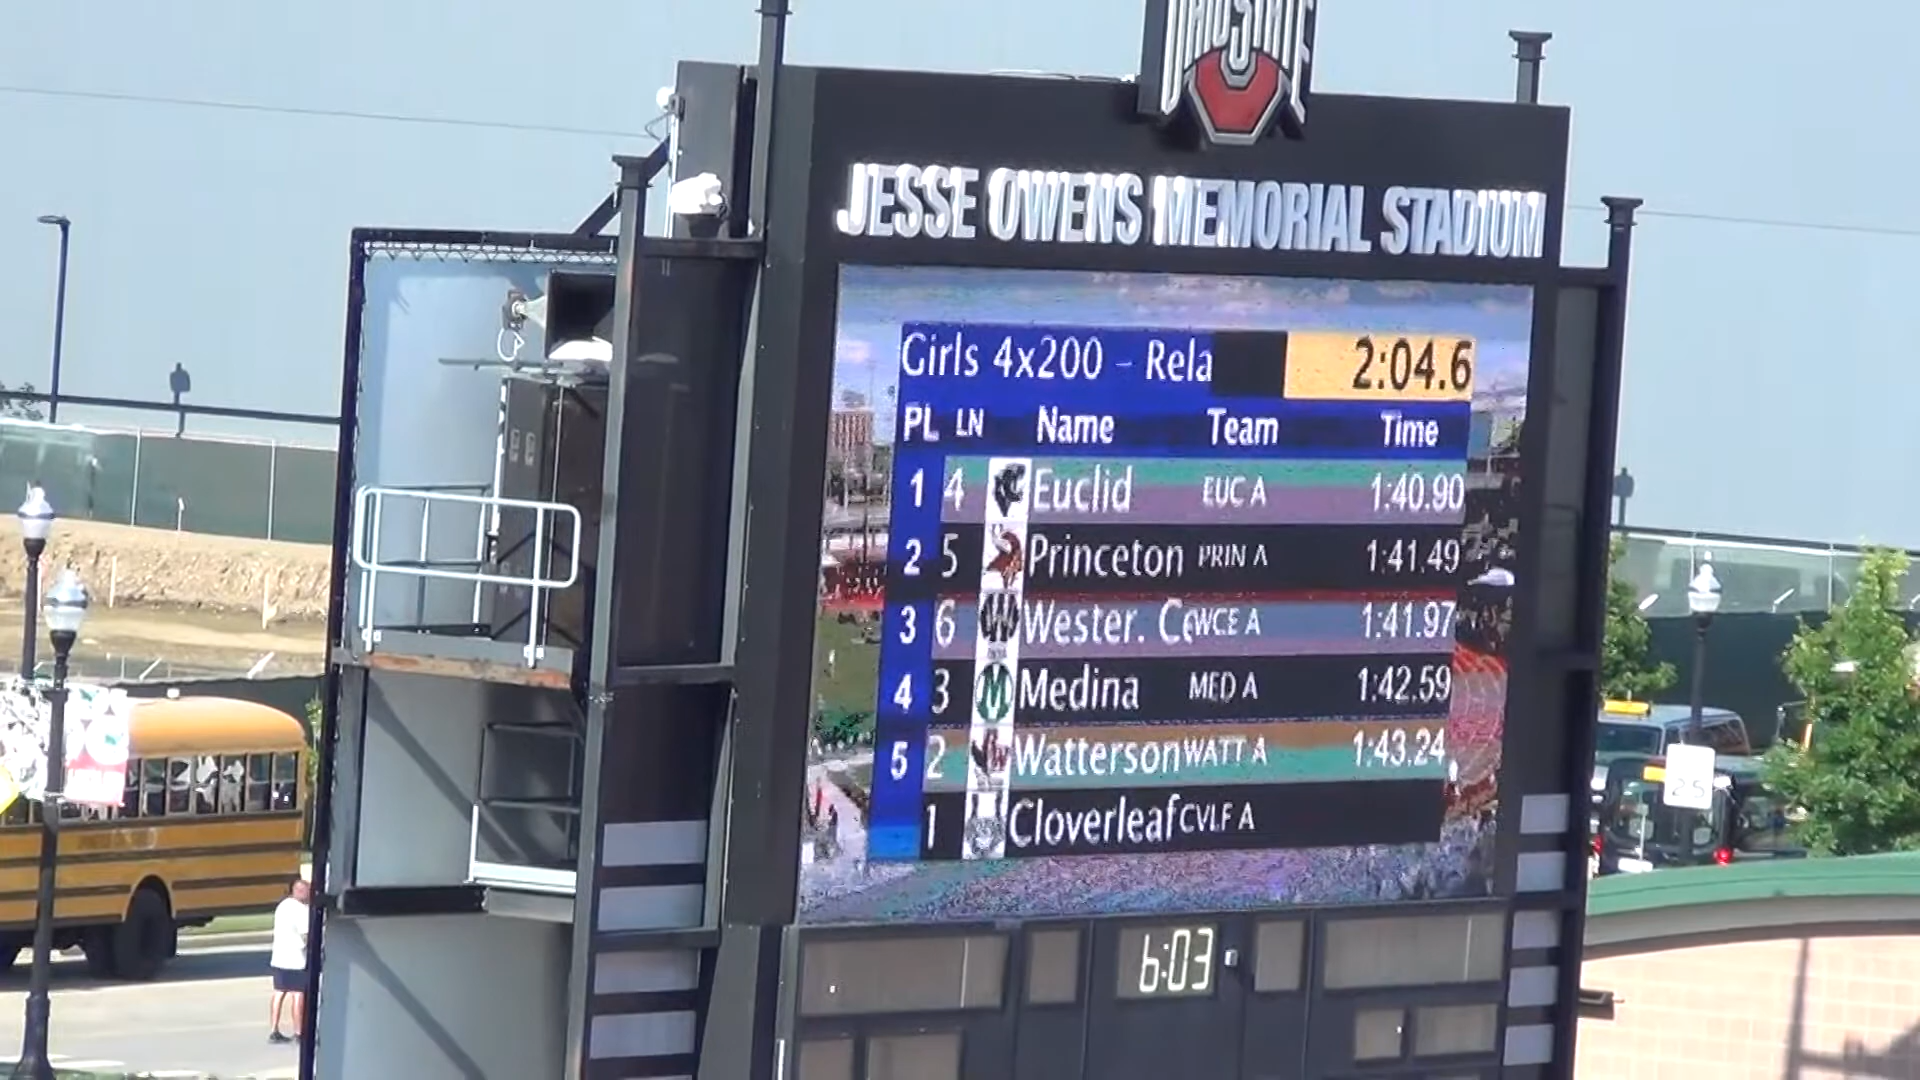 OHIO STATE
JESSE OWENS MEMORIAL STADIUM
Girls 4x200 - Rela 2:04.6
PL LN Name Team Time
1 4 Euclid EUC A 1:40.90
2 5 Princeton PRIN A 1:41.49
3 6 Wester. Ce WCE A 1:41.97
4 3 M Medina MED A 1:42.59
5 2 Watterson WATT A 1:43.24
1 Cloverleaf CVLF A
6:03
25